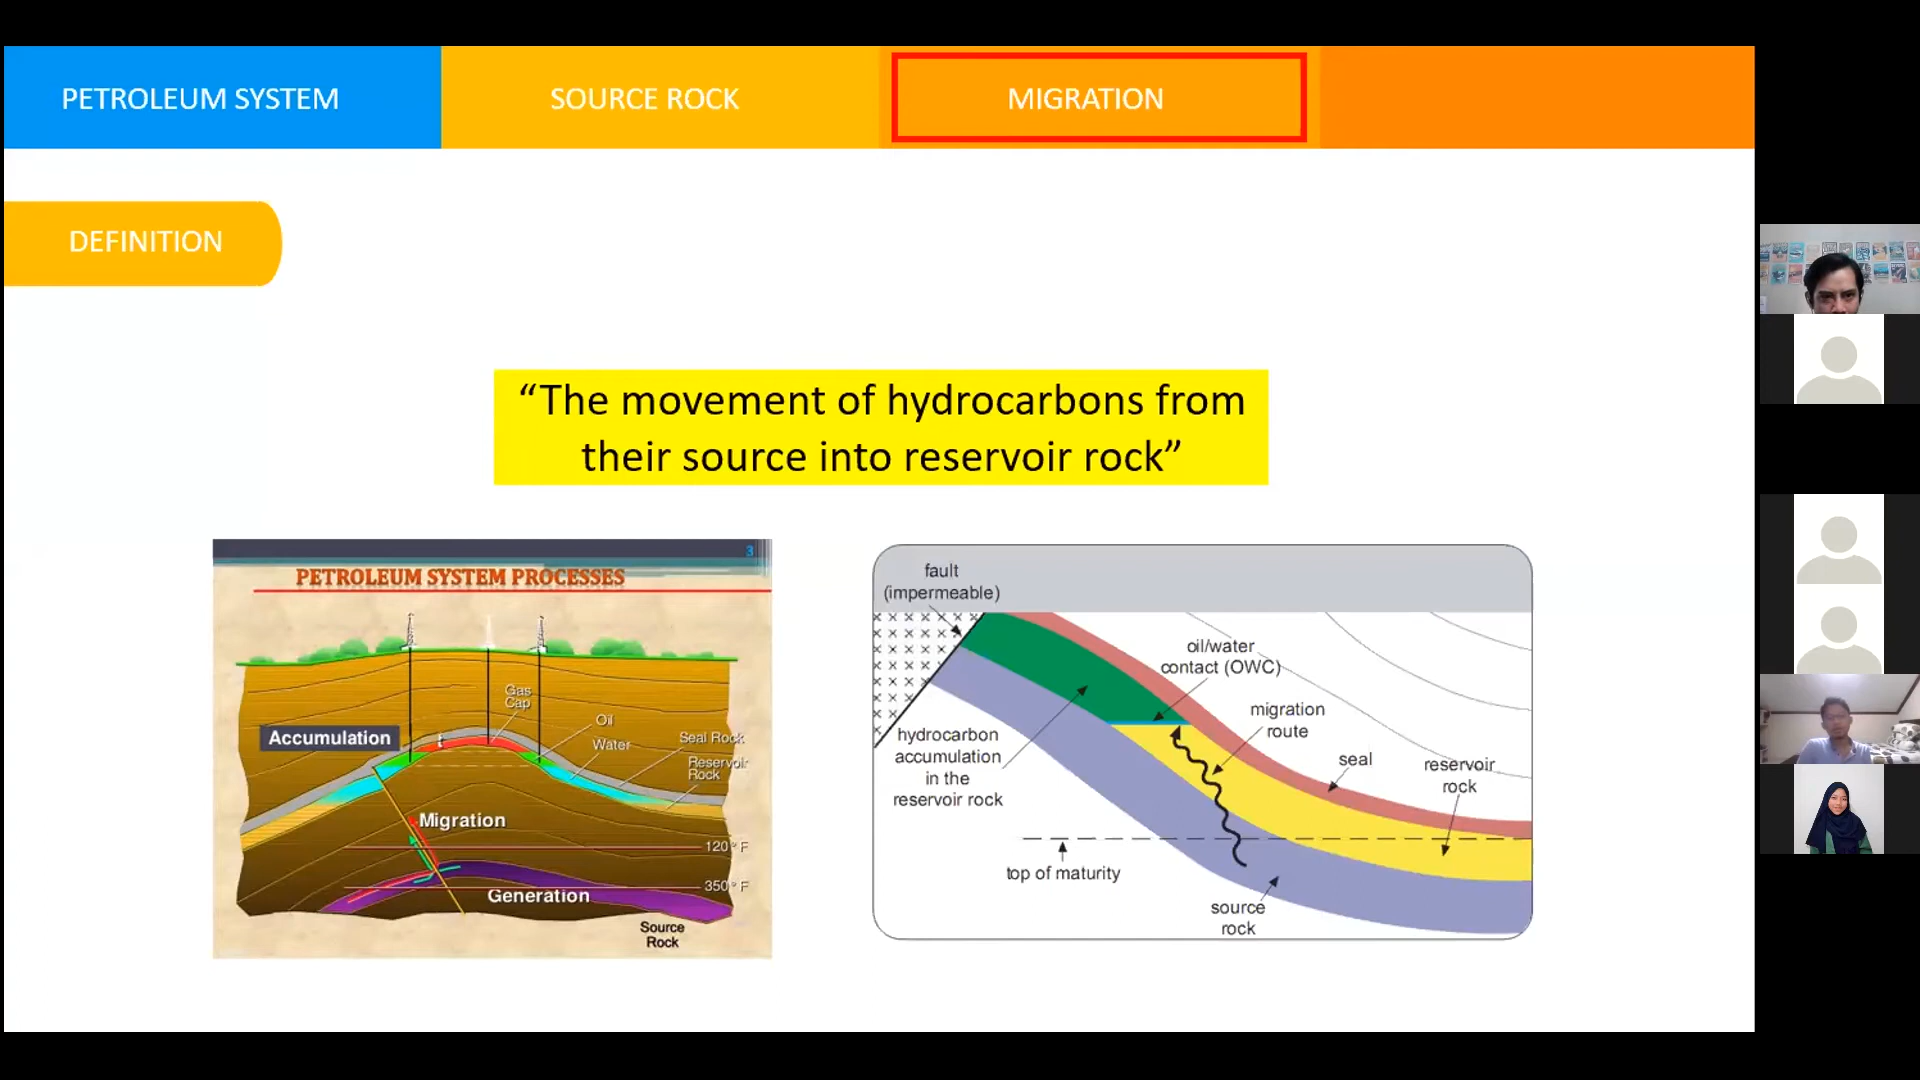 PETROLEUM SYSTEM
SOURCE ROCK
MIGRATION
DEFINITION
“The movement of hydrocarbons from
their source into reservoir rock”
3
PETROLEUM SYSTEM PROCESSES
Gas
Cap
Oil
Accumulation
Water
Seal Rock
Reservoir
Rock
Migration
120° F
350° F
Generation
Source
Rock
fault
(impermeable)
oil/water
contact (OWC)
migration
route
hydrocarbon
accumulation
in the
reservoir rock
seal
reservoir
rock
top of maturity
source
rock